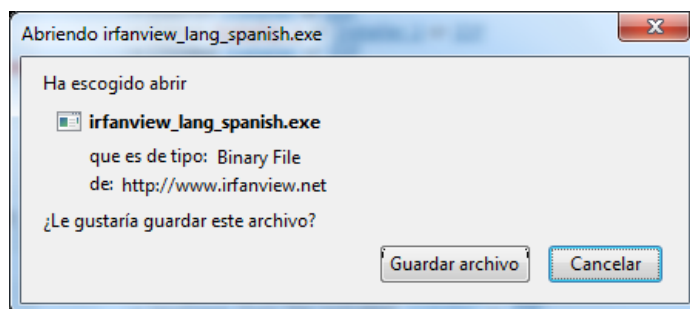 Abriendo irfanview_lang_spanish.exe
Ha escogido abrir
irfanview_lang_spanish.exe
que es de tipo: Binary File
de: http://www.irfanview.net
¿Le gustaría guardar este archivo?
Guardar archivo Cancelar